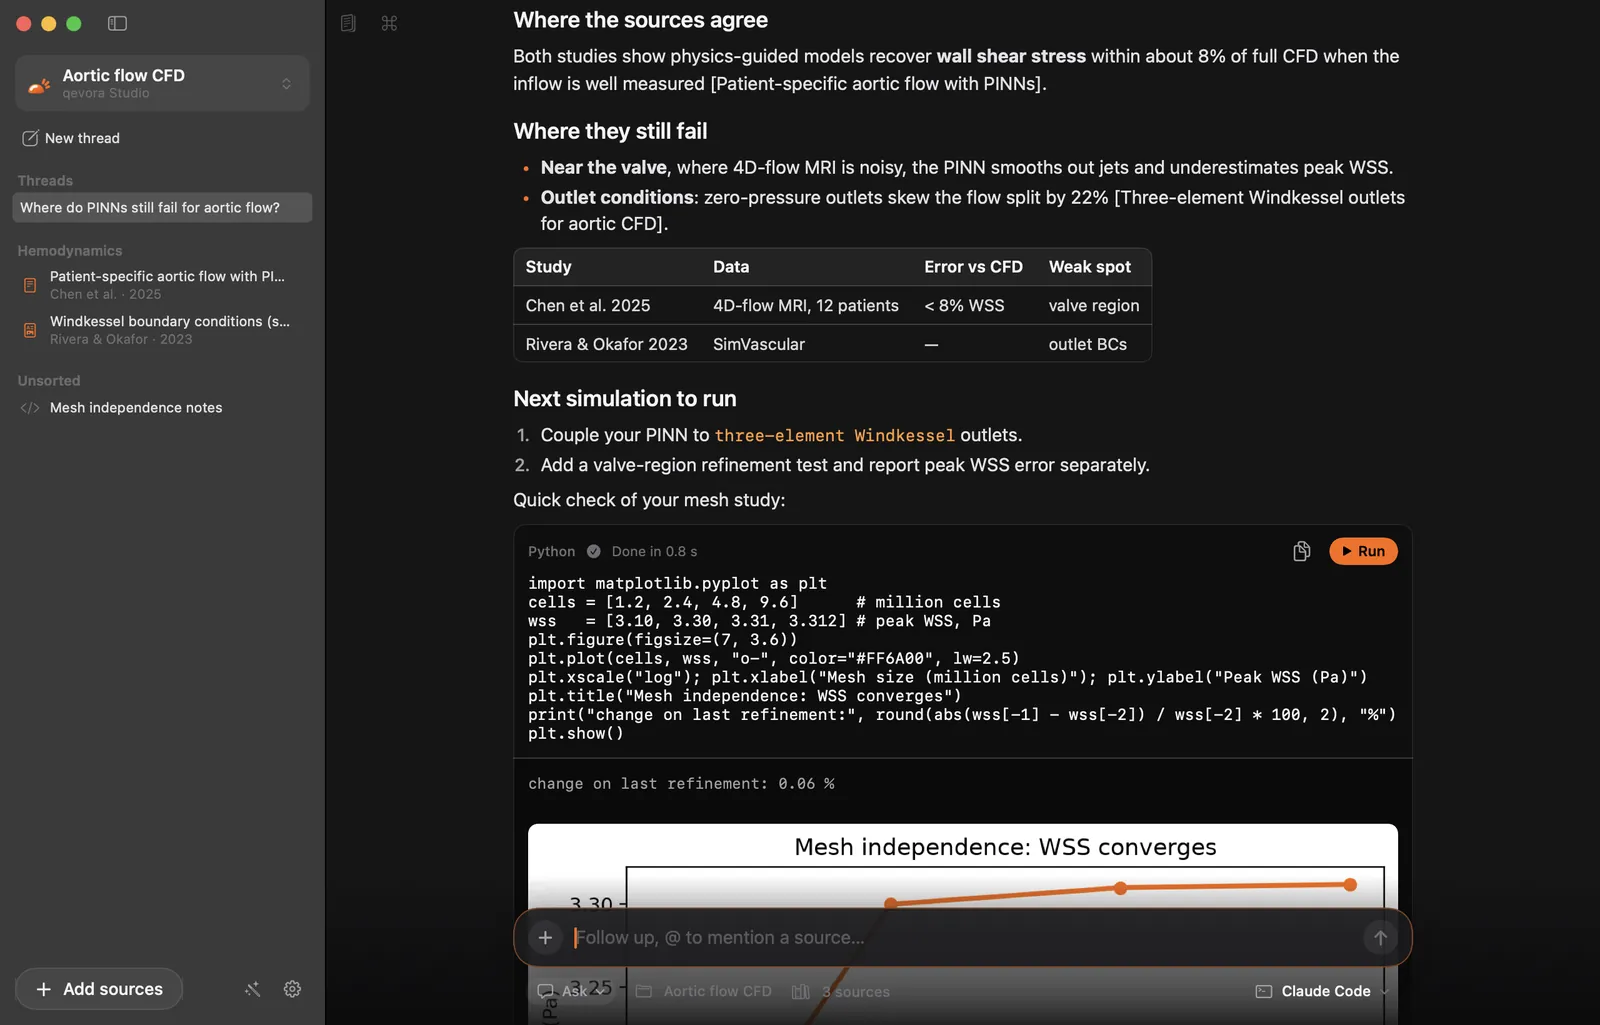 Aortic flow CFD
qevora Studio
New thread
Threads
Where do PINNs still fail for aortic flow?
Hemodynamics
Patient-specific aortic flow with PI...
Chen et al. · 2025
Windkessel boundary conditions (s...
Rivera & Okafor · 2023
Unsorted
Mesh independence notes
Add sources
Where the sources agree
Both studies show physics-guided models recover wall shear stress within about 8% of full CFD when the
inflow is well measured [Patient-specific aortic flow with PINNs].
Where they still fail
• Near the valve, where 4D-flow MRI is noisy, the PINN smooths out jets and underestimates peak WSS.
• Outlet conditions: zero-pressure outlets skew the flow split by 22% [Three-element Windkessel outlets
for aortic CFD].
Study Data Error vs CFD Weak spot
Chen et al. 2025 4D-flow MRI, 12 patients < 8% WSS valve region
Rivera & Okafor 2023 SimVascular — outlet BCs
Next simulation to run
1. Couple your PINN to three-element Windkessel outlets.
2. Add a valve-region refinement test and report peak WSS error separately.
Quick check of your mesh study:
Python Done in 0.8 s Run
import matplotlib.pyplot as plt
cells = [1.2, 2.4, 4.8, 9.6]      # million cells
wss   = [3.10, 3.30, 3.31, 3.312] # peak WSS, Pa
plt.figure(figsize=(7, 3.6))
plt.plot(cells, wss, "o-", color="#FF6A00", lw=2.5)
plt.xscale("log"); plt.xlabel("Mesh size (million cells)"); plt.ylabel("Peak WSS (Pa)")
plt.title("Mesh independence: WSS converges")
print("change on last refinement:", round(abs(wss[-1] - wss[-2]) / wss[-2] * 100, 2), "%")
plt.show()
change on last refinement: 0.06 %
Mesh independence: WSS converges
3.30
Follow up, @ to mention a source...
3.25
(Pa)
Ask Aortic flow CFD 3 sources Claude Code